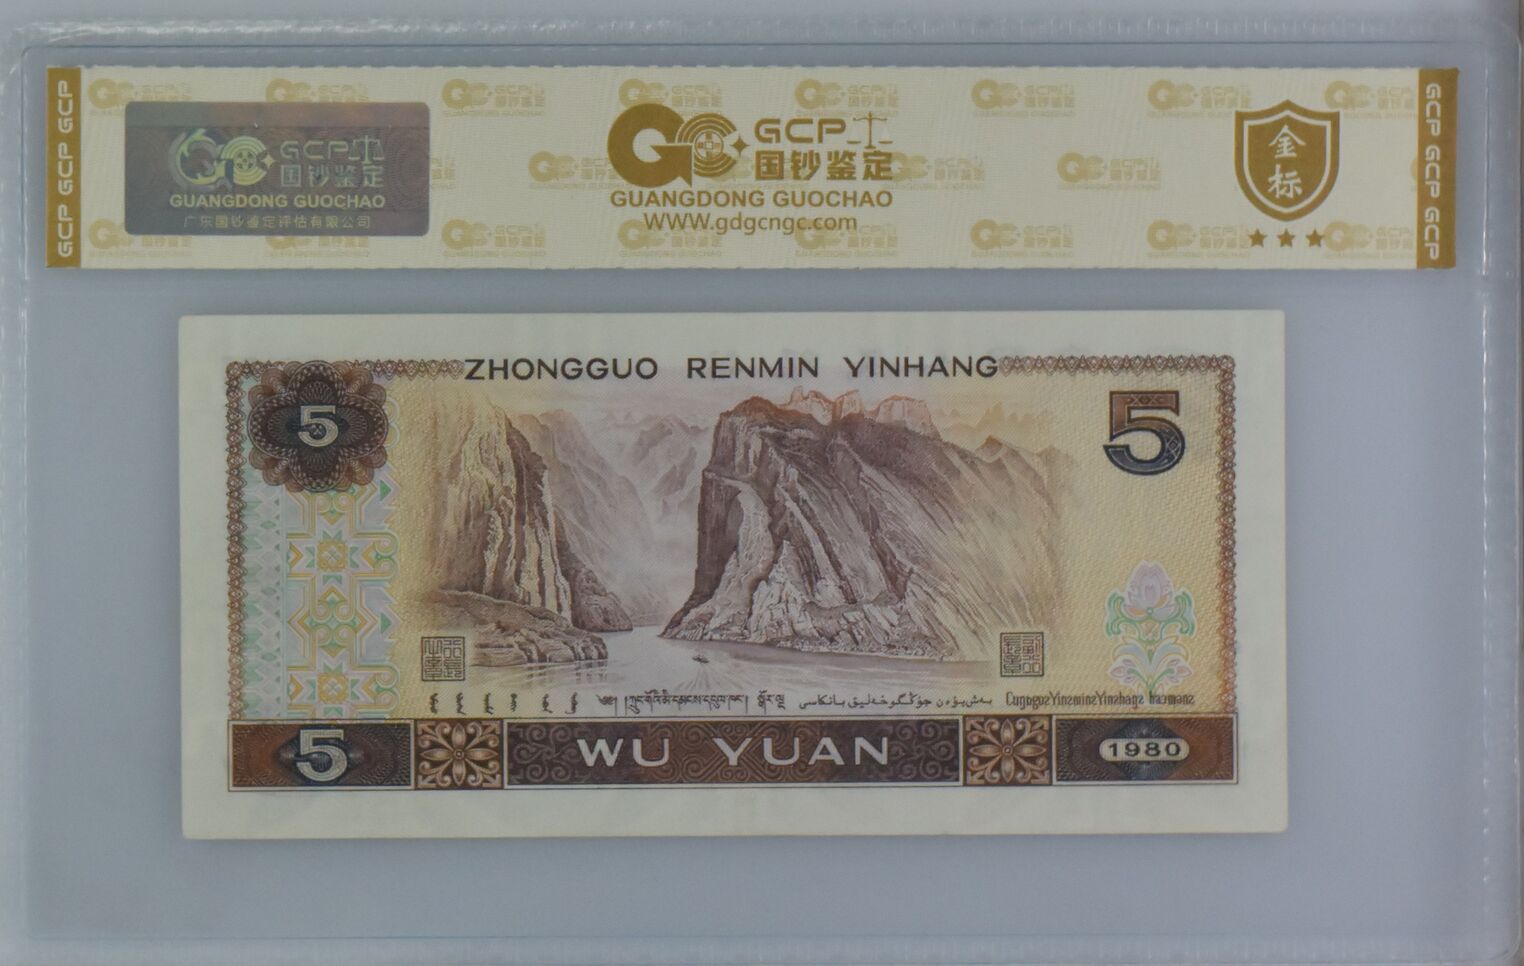 GCP GCP GCP
GCP 国钞鉴定
GUANGDONG GUOCHAO
广东国钞鉴定评估有限公司
GCP 国钞鉴定
GUANGDONG GUOCHAO
WWW.gdgcngc.com
金标
GCP GCP GCP
ZHONGGUO RENMIN YINHANG
5
5
5
WU YUAN
1980